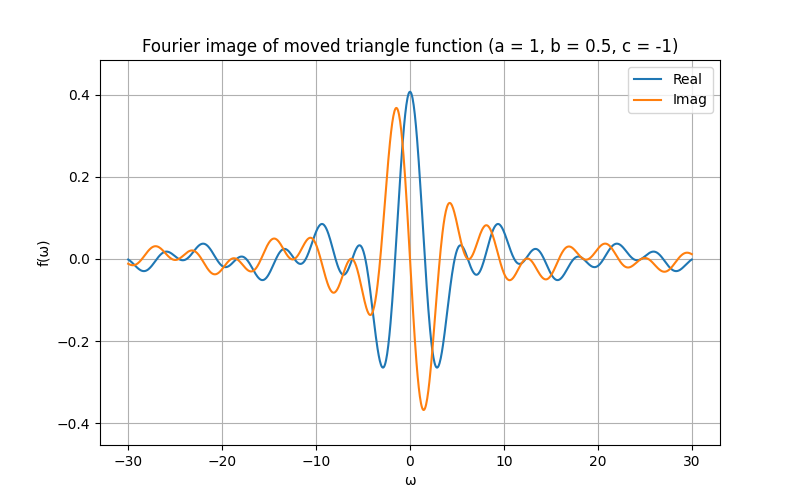 Fourier image of moved triangle function (a = 1, b = 0.5, c = -1)
Real
Imag
0.4
0.2
0.0
−0.2
−0.4
f(ω)
−30
−20
−10
0
10
20
30
ω